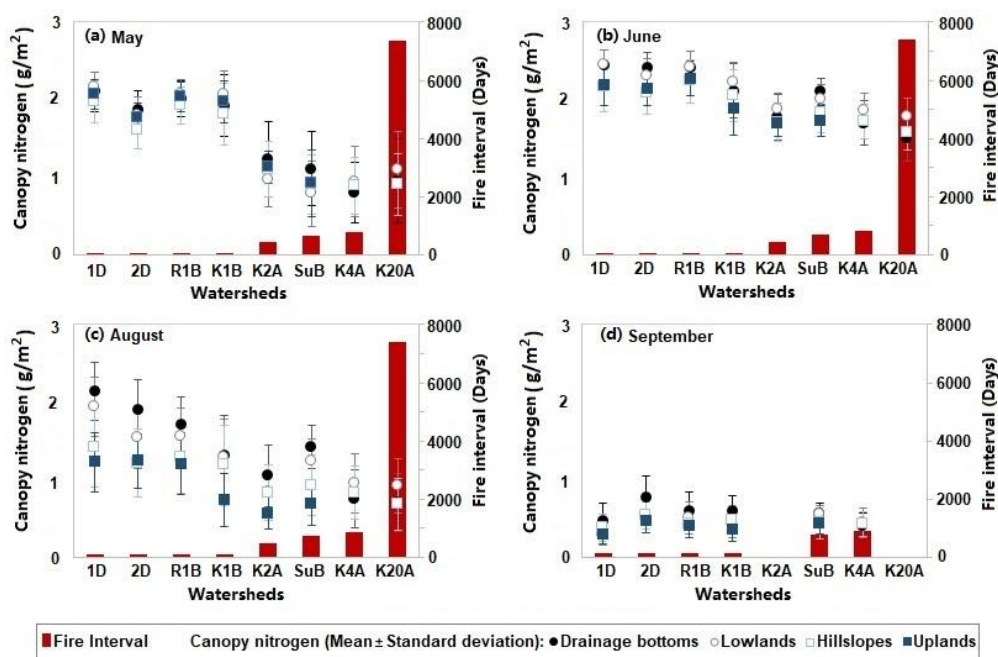 (a) May
Canopy nitrogen ( g/m²)
3
2
1
0
Fire interval (Days)
8000
6000
4000
2000
0
1D 2D R1B K1B K2A SuB K4A K20A
Watersheds
(b) June
Canopy nitrogen ( g/m²)
3
2
1
0
Fire interval (Days)
8000
6000
4000
2000
0
1D 2D R1B K1B K2A SuB K4A K20A
Watersheds
(c) August
Canopy nitrogen ( g/m²)
3
2
1
0
Fire interval (Days)
8000
6000
4000
2000
0
1D 2D R1B K1B K2A SuB K4A K20A
Watersheds
(d) September
Canopy nitrogen ( g/m²)
3
2
1
0
Fire interval (Days)
8000
6000
4000
2000
0
1D 2D R1B K1B K2A SuB K4A K20A
Watersheds
Fire Interval Canopy nitrogen (Mean ± Standard deviation): Drainage bottoms Lowlands Hillslopes Uplands